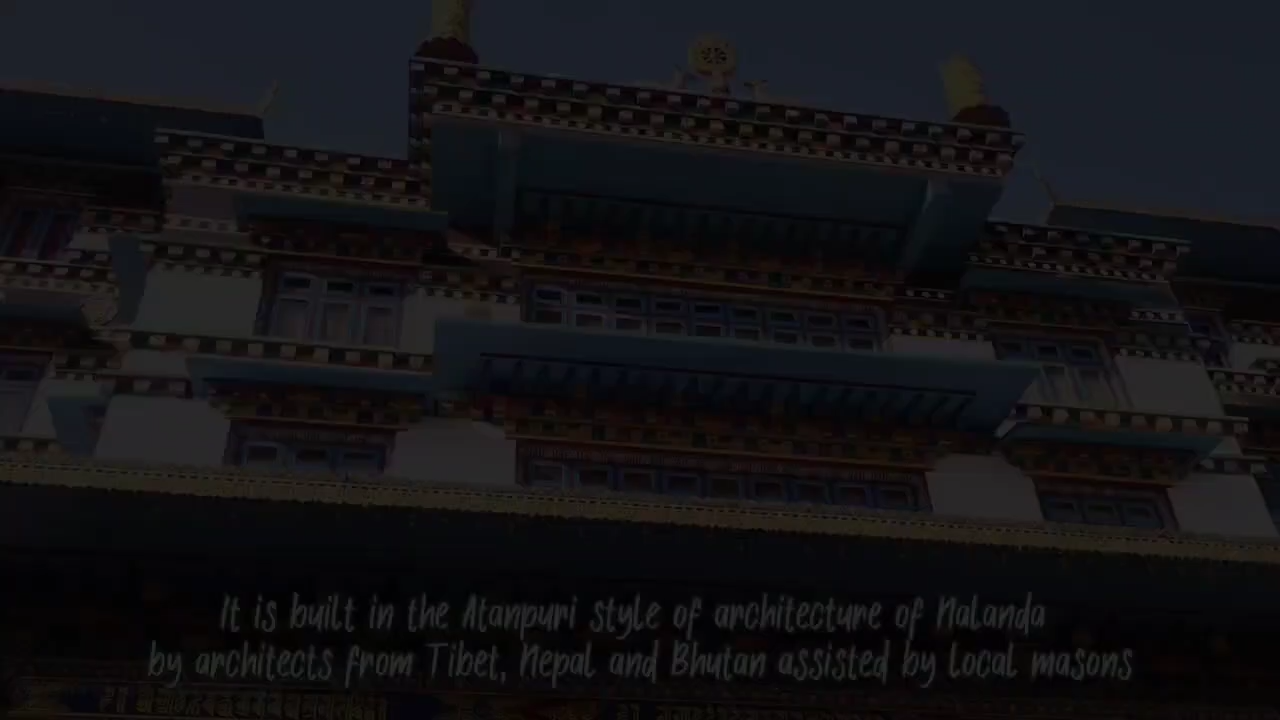 It is built in the Atanpuri style of architecture of Nalanda
by architects from Tibet, Nepal and Bhutan assisted by local masons